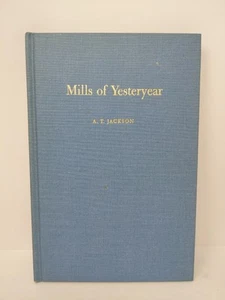 Mills of Yesteryear
A. T. JACKSON